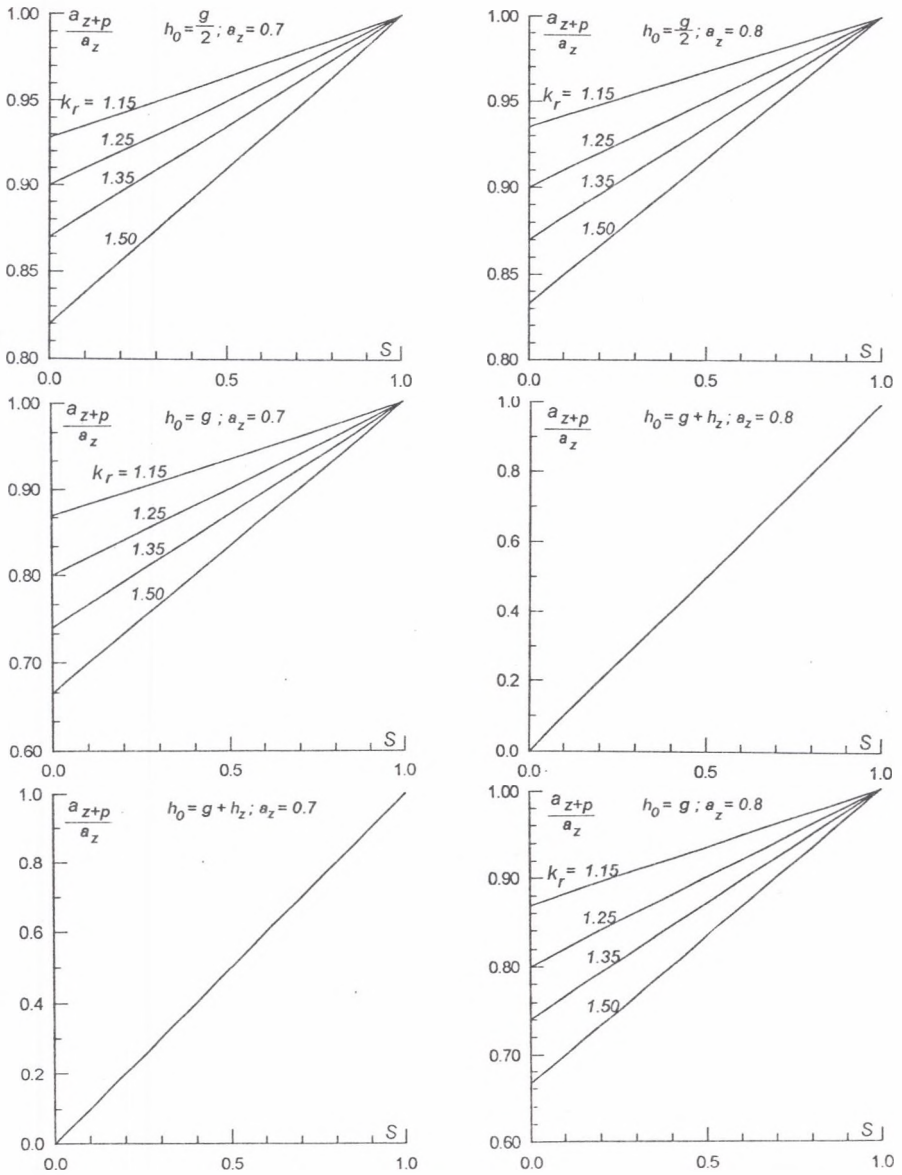 1.00
a_{z+p}
a_z
h_0 = g/2 ; a_z = 0.7
0.95
k_r = 1.15
1.25
0.90
1.35
1.50
0.85
0.80
S
0.0
0.5
1.0
1.00
a_{z+p}
a_z
h_0 = g/2 ; a_z = 0.8
0.95
k_r = 1.15
1.25
0.90
1.35
1.50
0.85
0.80
S
0.0
0.5
1.0
1.00
a_{z+p}
a_z
h_0 = g ; a_z = 0.7
k_r = 1.15
0.90
1.25
1.35
0.80
1.50
0.70
0.60
S
0.0
0.5
1.0
1.0
a_{z+p}
a_z
h_0 = g + h_z ; a_z = 0.8
0.8
0.6
0.4
0.2
0.0
S
0.0
0.5
1.0
1.0
a_{z+p}
a_z
h_0 = g + h_z ; a_z = 0.7
0.8
0.6
0.4
0.2
0.0
S
0.0
0.5
1.0
1.00
a_{z+p}
a_z
h_0 = g ; a_z = 0.8
k_r = 1.15
0.90
1.25
1.35
0.80
1.50
0.70
0.60
S
0.0
0.5
1.0